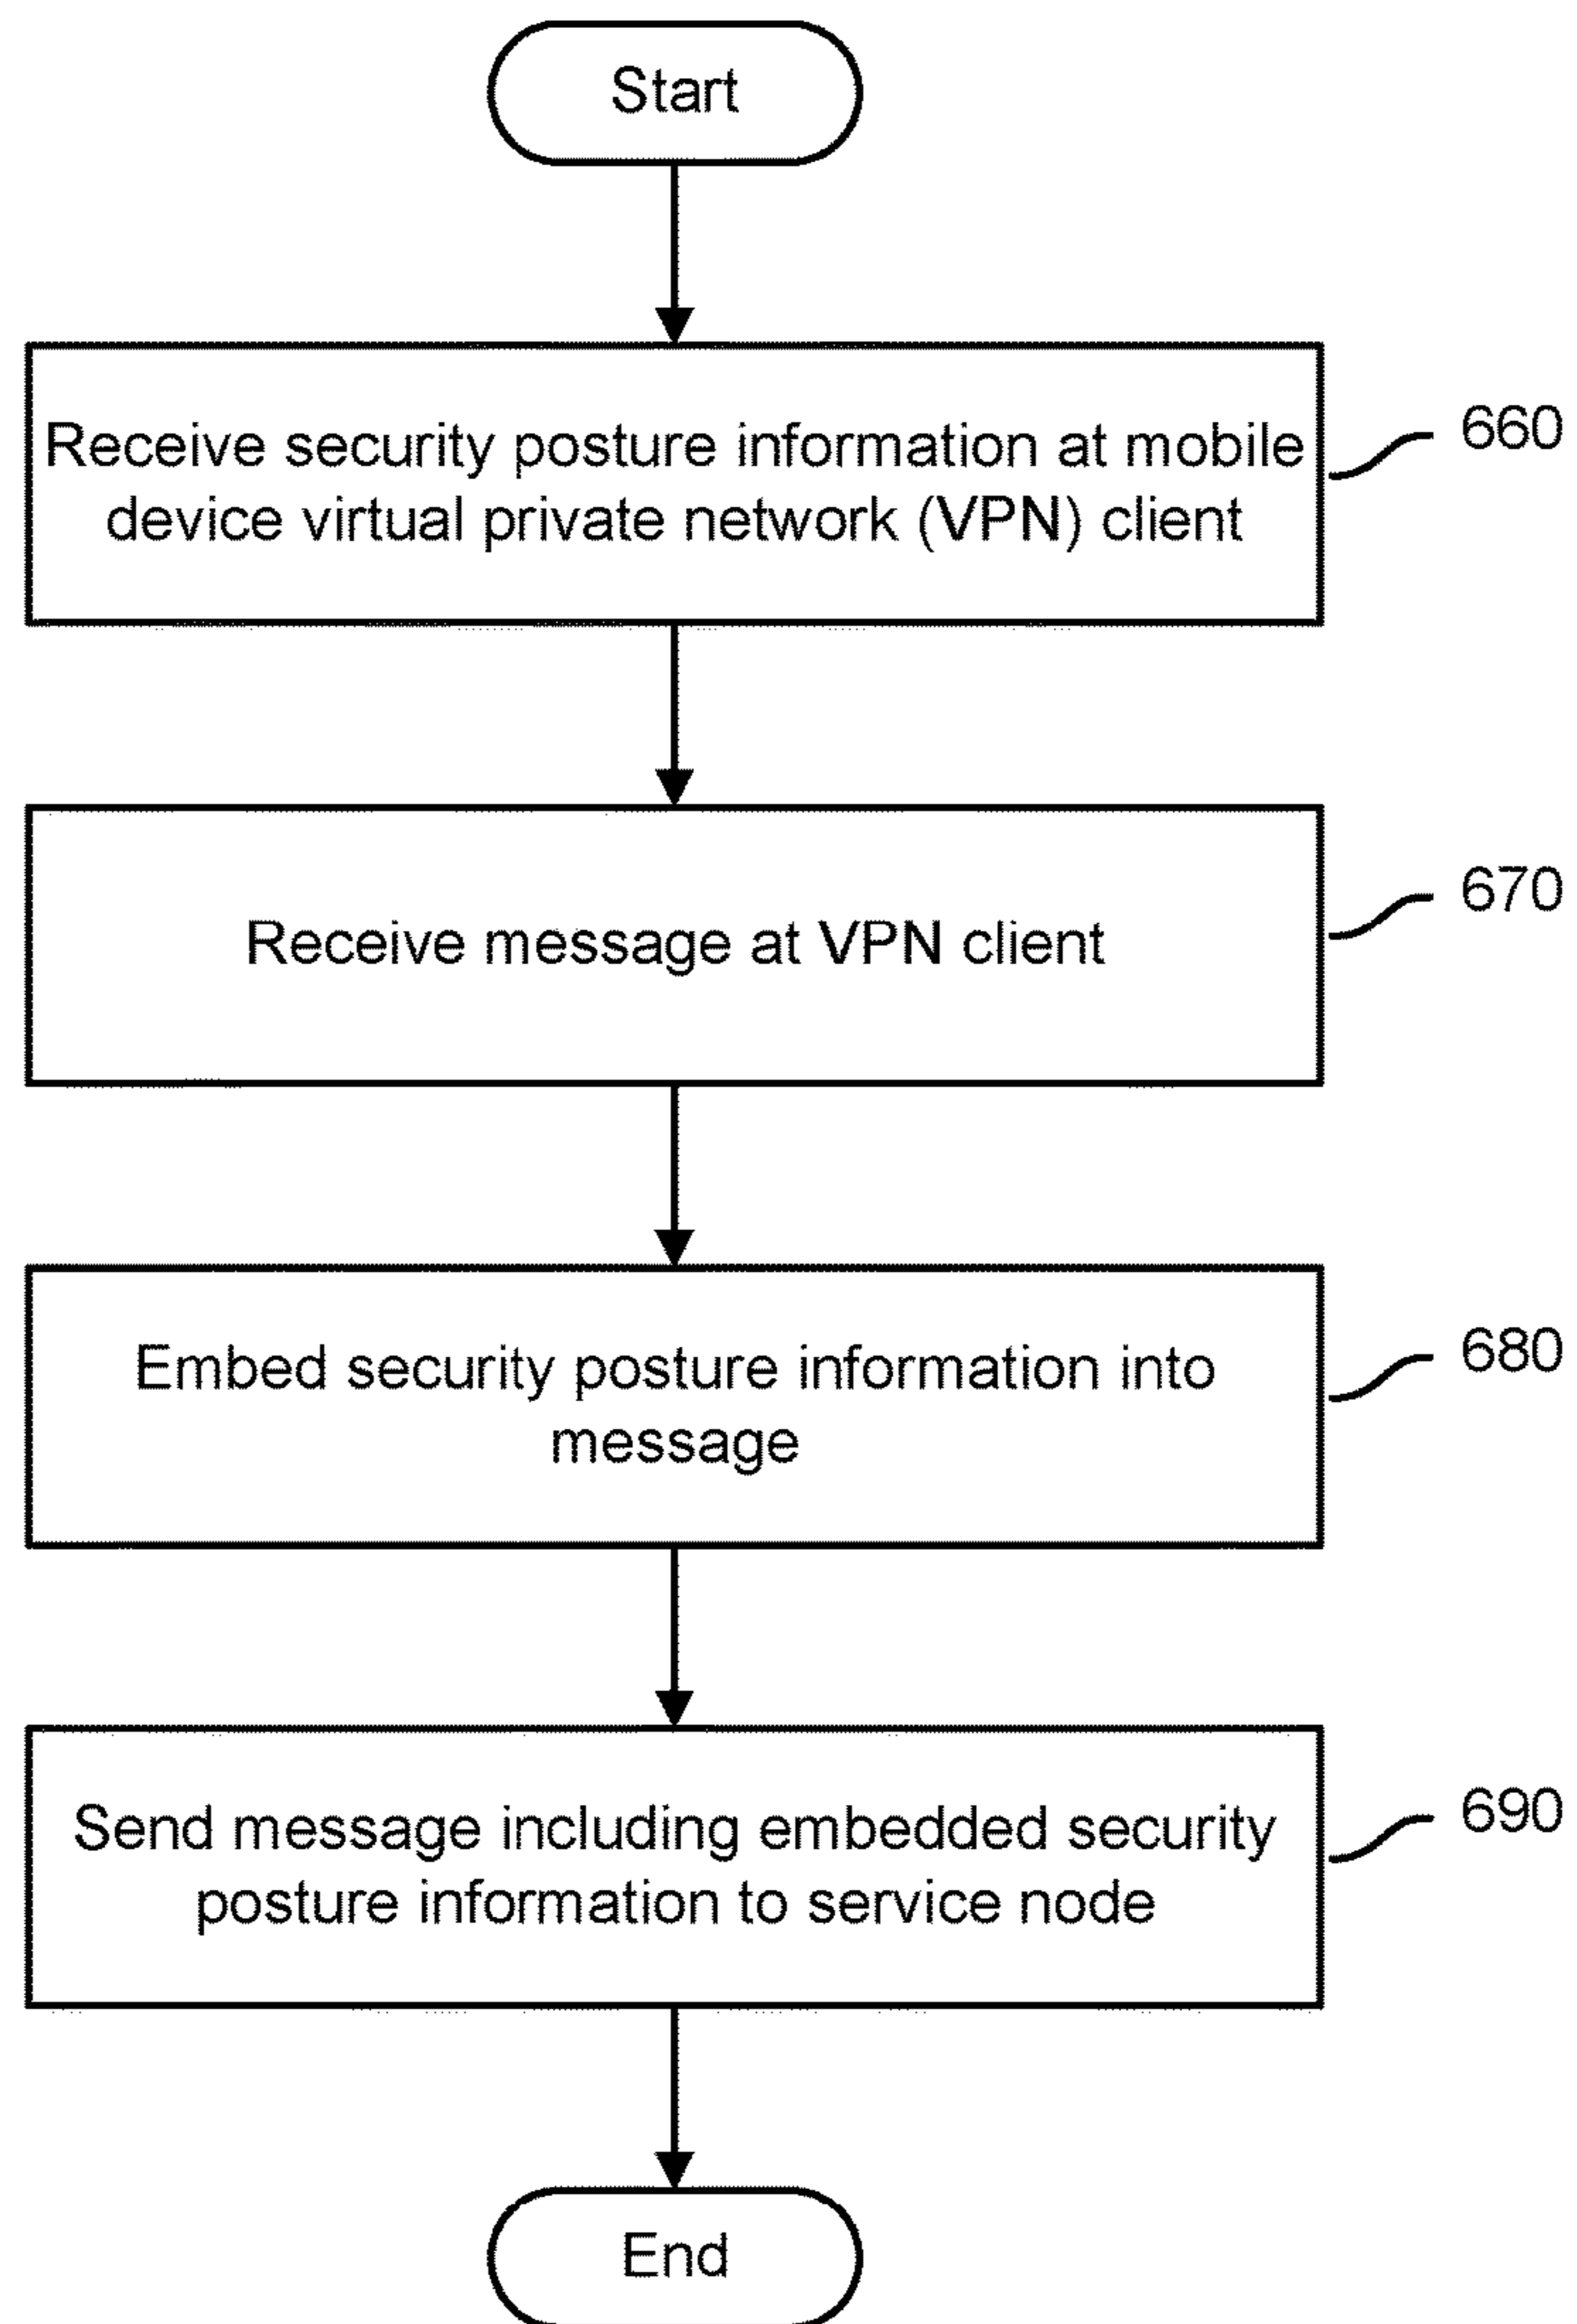 Start
Receive security posture information at mobile
device virtual private network (VPN) client
660
Receive message at VPN client
670
Embed security posture information into
message
680
Send message including embedded security
posture information to service node
690
End